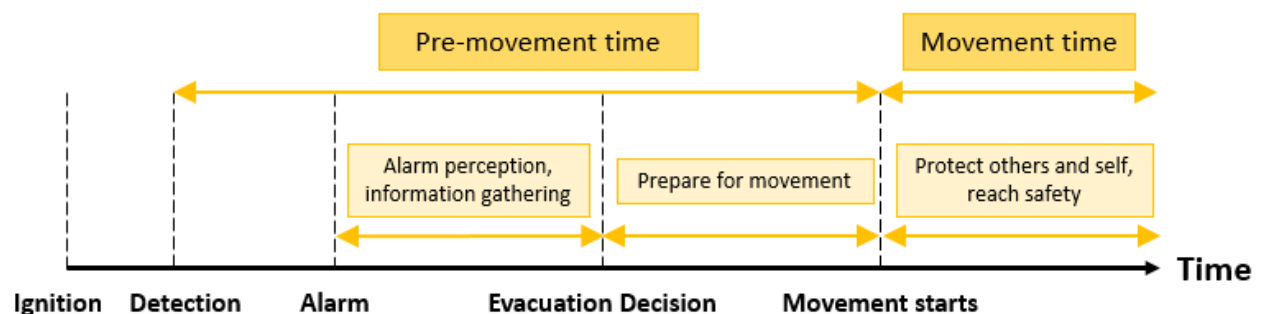 Pre-movement time
Movement time
Alarm perception,
information gathering
Prepare for movement
Protect others and self,
reach safety
Time
Ignition
Detection
Alarm
Evacuation Decision
Movement starts